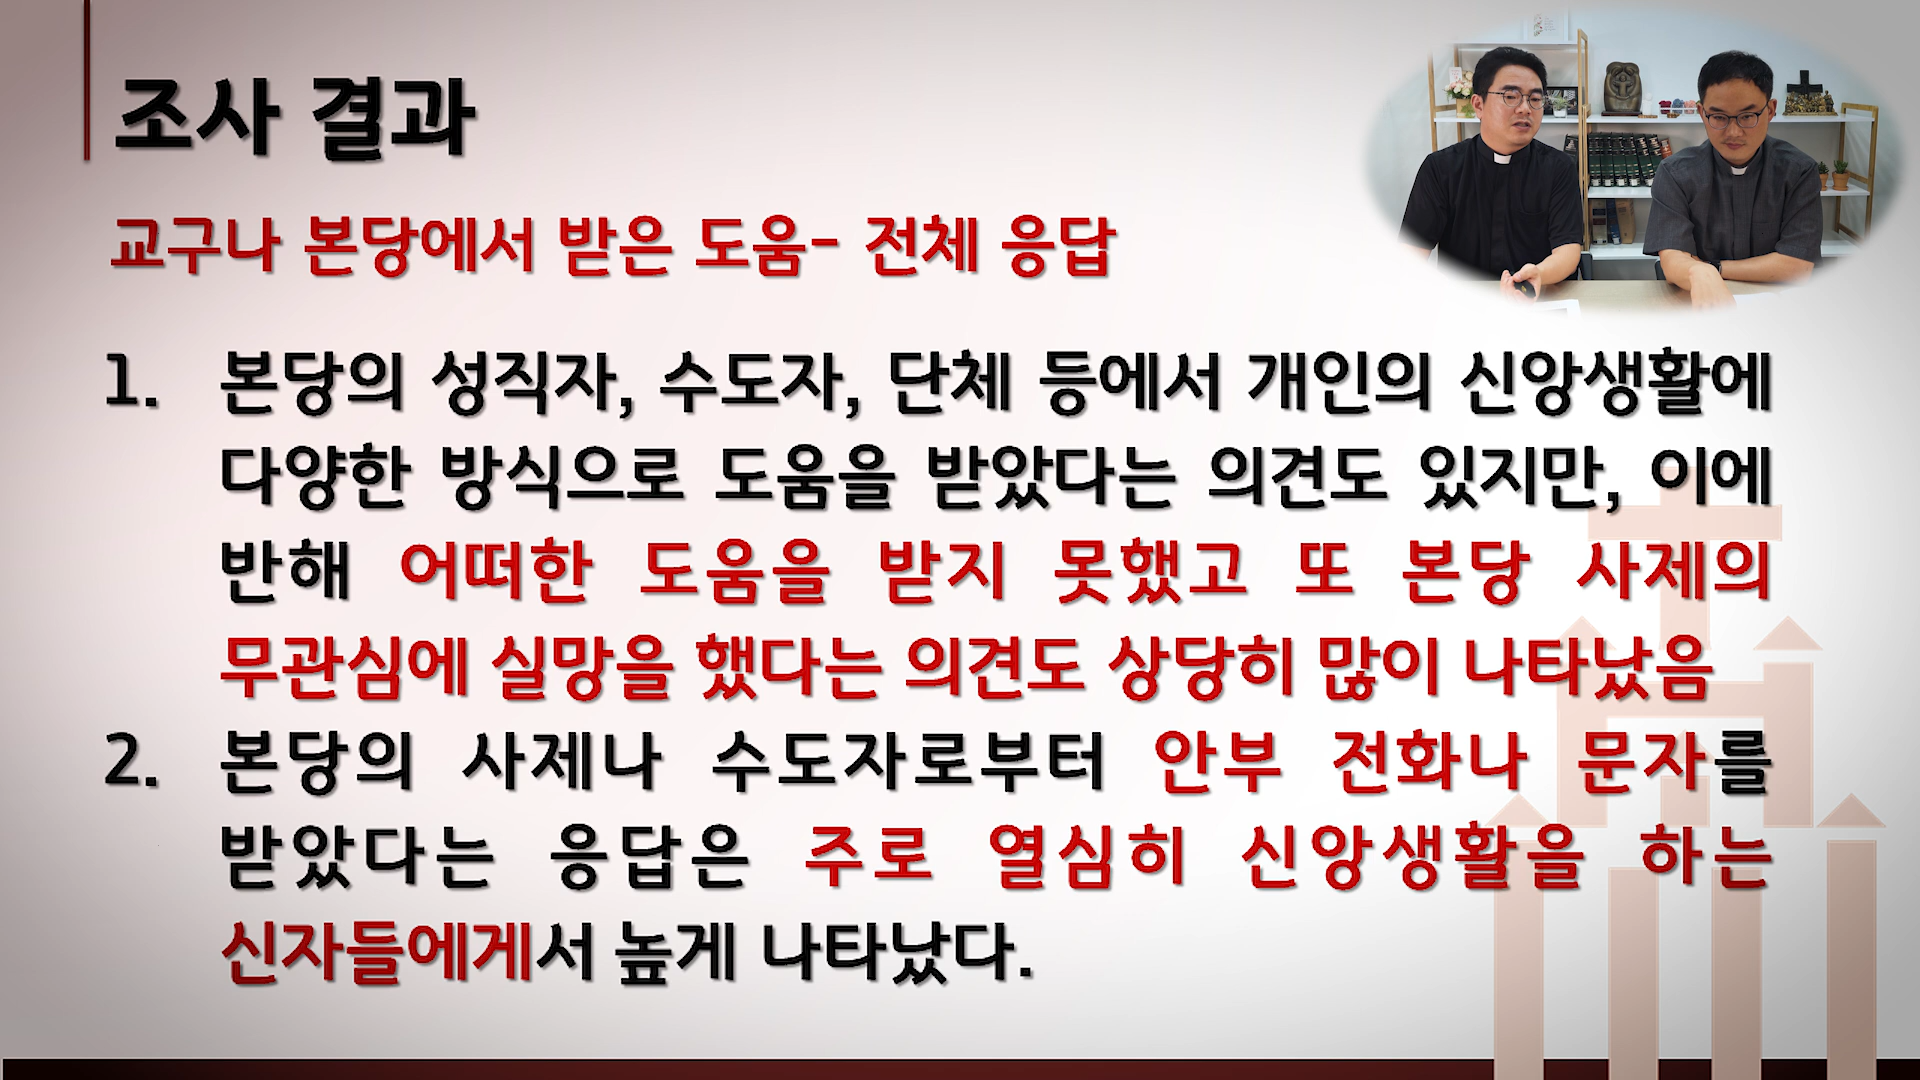 조사 결과
교구나 본당에서 받은 도움- 전체 응답
1. 본당의 성직자, 수도자, 단체 등에서 개인의 신앙생활에
다양한 방식으로 도움을 받았다는 의견도 있지만, 이에
반해 어떠한 도움을 받지 못했고 또 본당 사제의
무관심에 실망을 했다는 의견도 상당히 많이 나타났음
2. 본당의 사제나 수도자로부터 안부 전화나 문자를
받았다는 응답은 주로 열심히 신앙생활을 하는
신자들에게서 높게 나타났다.